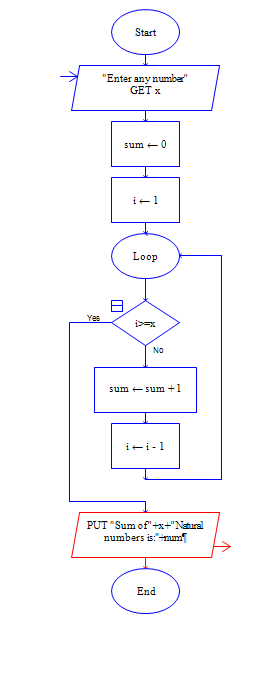 Start
"Enter any number"
GET x
sum ← 0
i ← 1
Loop
i>=x
Yes
No
sum ← sum + 1
i ← i - 1
PUT "Sum of"+x+"Natural
numbers is:"+num¶
End